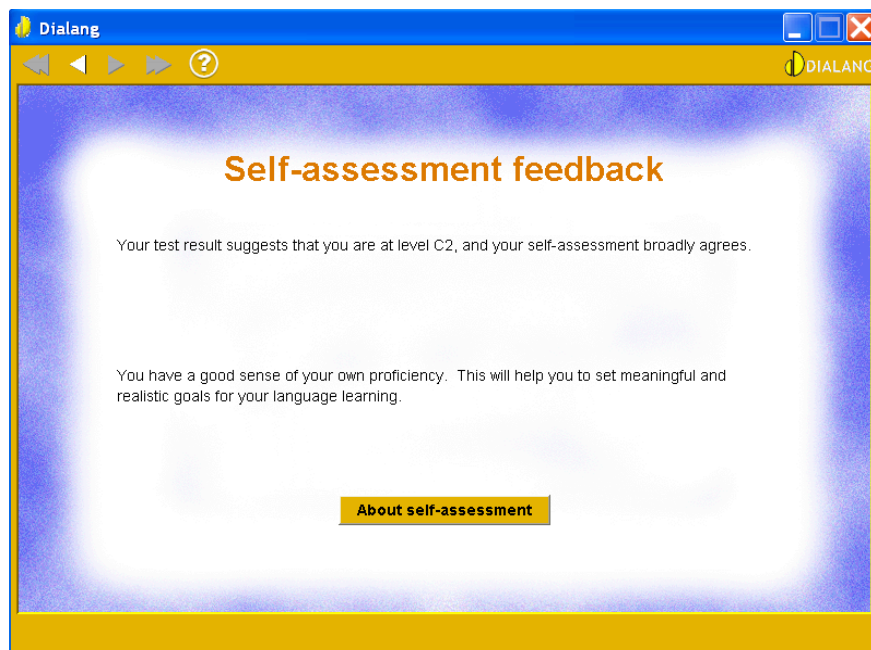 Dialang
?
DIALANG
Self-assessment feedback
Your test result suggests that you are at level C2, and your self-assessment broadly agrees.
You have a good sense of your own proficiency.  This will help you to set meaningful and
realistic goals for your language learning.
About self-assessment